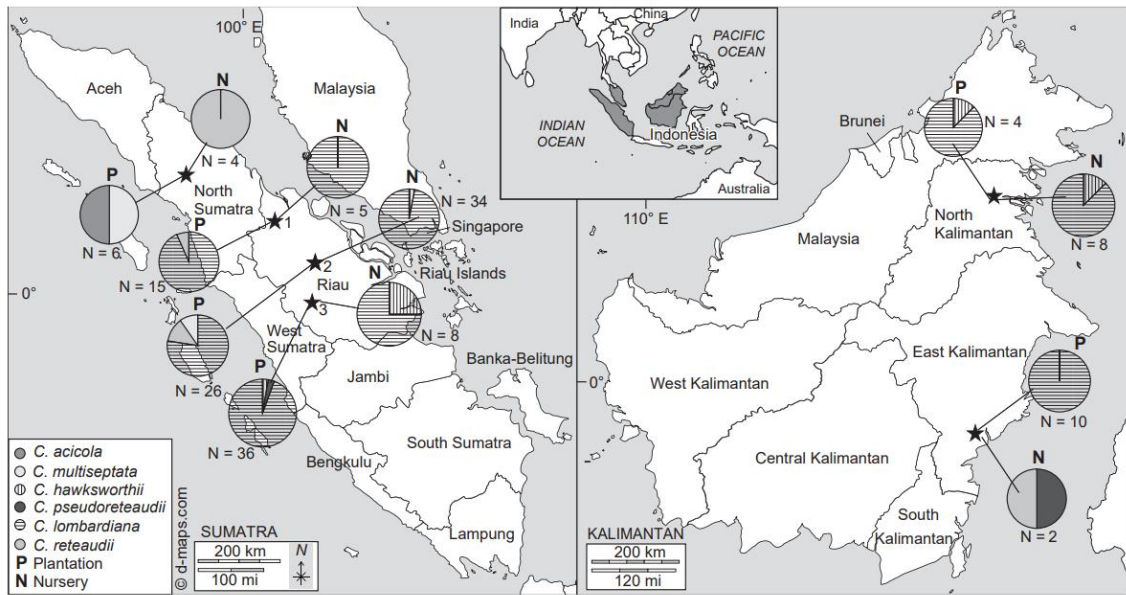 100° E
Aceh
N
Malaysia
N = 4
P
North
Sumatra
N = 6
N
N = 5
1
P
N = 15
N
N = 34
Singapore
Riau Islands
2
Riau
P
N = 26
3
N
N = 8
West
Sumatra
P
N = 36
Jambi
Banka-Belitung
South Sumatra
Bengkulu
Lampung
0°
C. acicola
C. multiseptata
C. hawksworthii
C. pseudoreteaudii
C. lombardiana
C. reteaudii
P Plantation
N Nursery
© d-maps.com
SUMATRA
200 km
100 mi
N
India
China
PACIFIC
OCEAN
INDIAN
OCEAN
Indonesia
Australia
110° E
Brunei
P
N = 4
N
N = 8
Malaysia
North
Kalimantan
East Kalimantan
P
N = 10
West Kalimantan
0°
Central Kalimantan
N
N = 2
South
Kalimantan
KALIMANTAN
200 km
120 mi